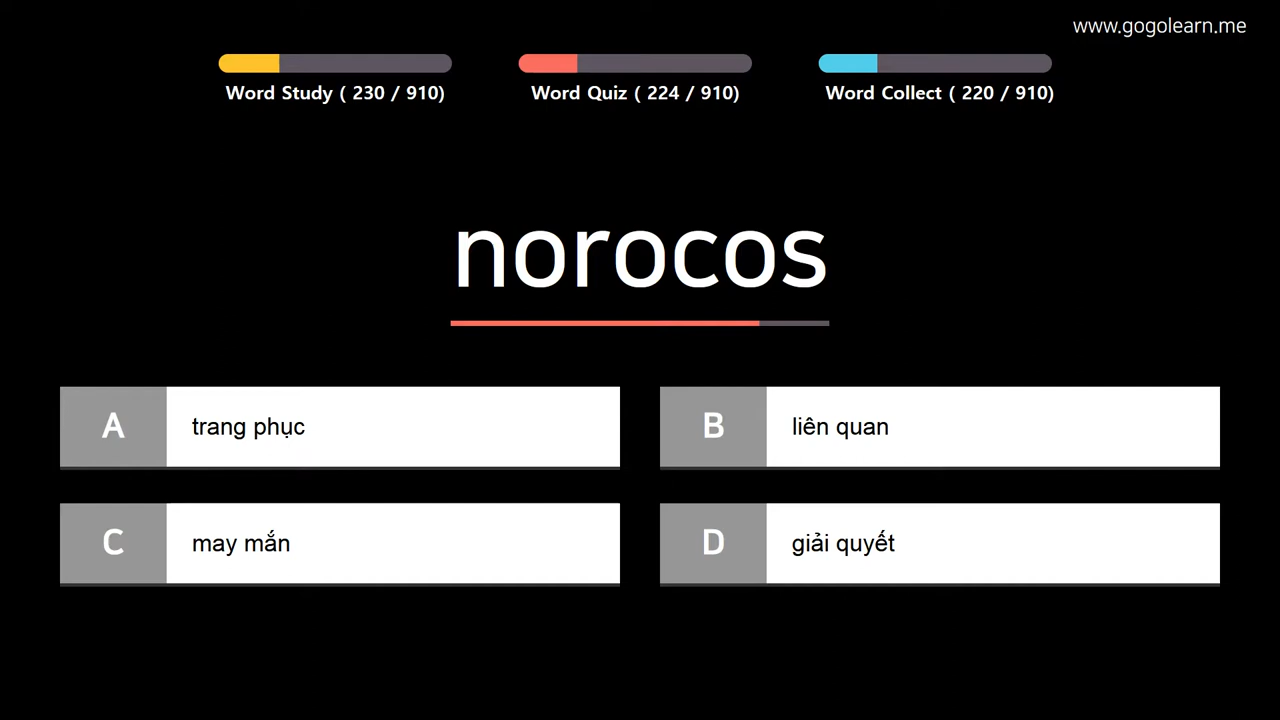 www.gogolearn.me
Word Study ( 230 / 910)
Word Quiz ( 224 / 910)
Word Collect ( 220 / 910)
norocos
A trang phục
B liên quan
C may mắn
D giải quyết